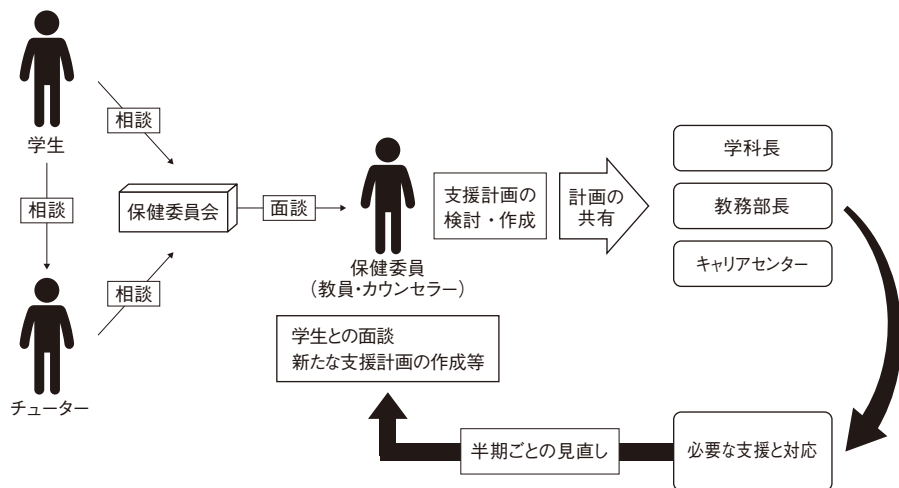 学生
相談
相談
チューター
相談
保健委員会
面談
保健委員
（教員・カウンセラー）
支援計画の
検討・作成
計画の
共有
学科長
教務部長
キャリアセンター
必要な支援と対応
半期ごとの見直し
学生との面談
新たな支援計画の作成等